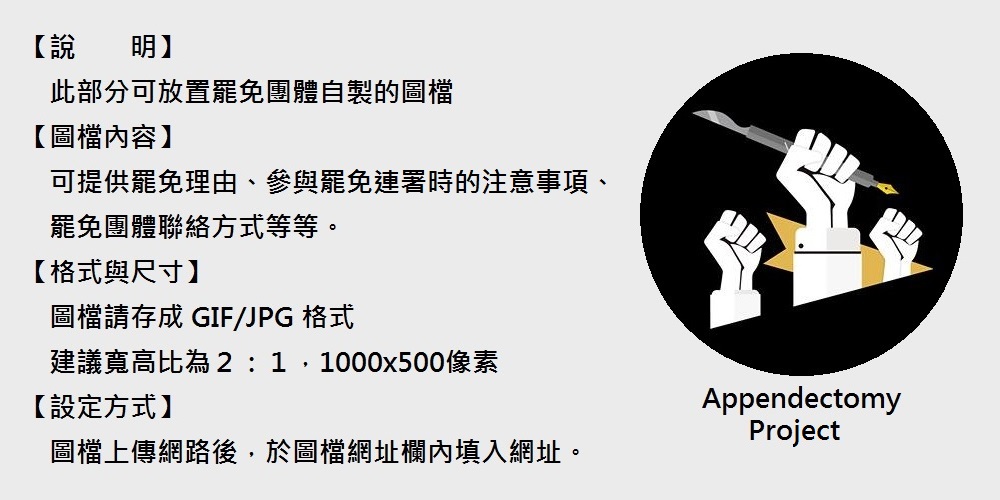 【說　　明】
此部分可放置罷免團體自製的圖檔
【圖檔內容】
可提供罷免理由、參與罷免連署時的注意事項、
罷免團體聯絡方式等等。
【格式與尺寸】
圖檔請存成 GIF/JPG 格式
建議寬高比為２：１，1000x500像素
【設定方式】
圖檔上傳網路後，於圖檔網址欄內填入網址。
Appendectomy
Project